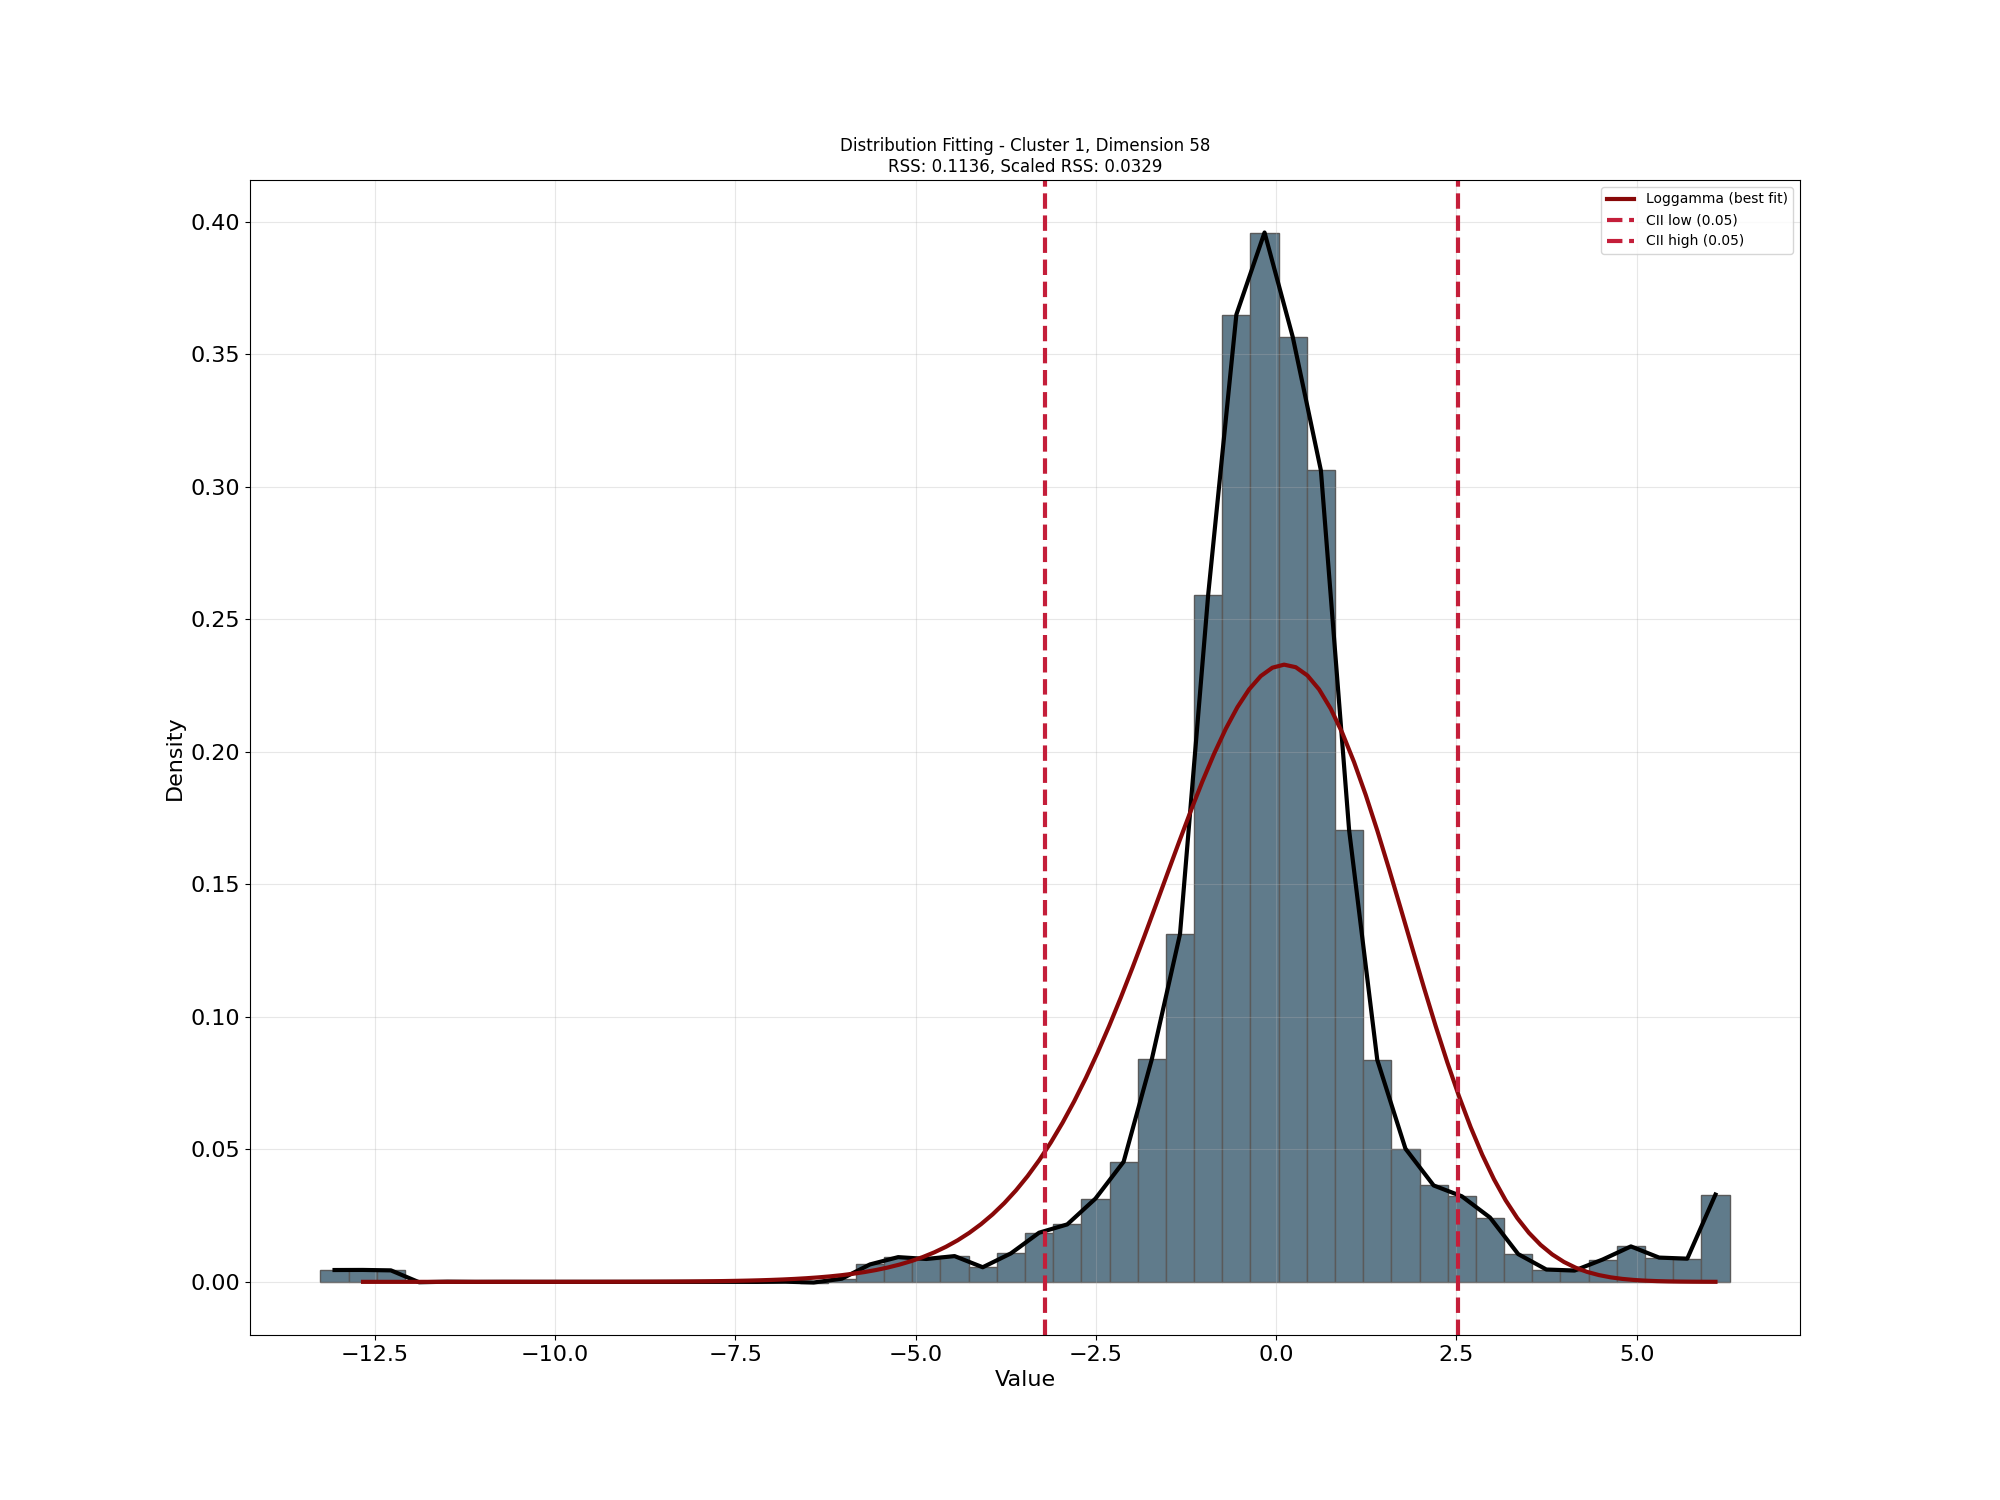 Distribution Fitting - Cluster 1, Dimension 58
RSS: 0.1136, Scaled RSS: 0.0329
Loggamma (best fit)
CII low (0.05)
CII high (0.05)
0.40
0.35
0.30
0.25
0.20
0.15
0.10
0.05
0.00
Density
−12.5 −10.0 −7.5 −5.0 −2.5 0.0 2.5 5.0
Value